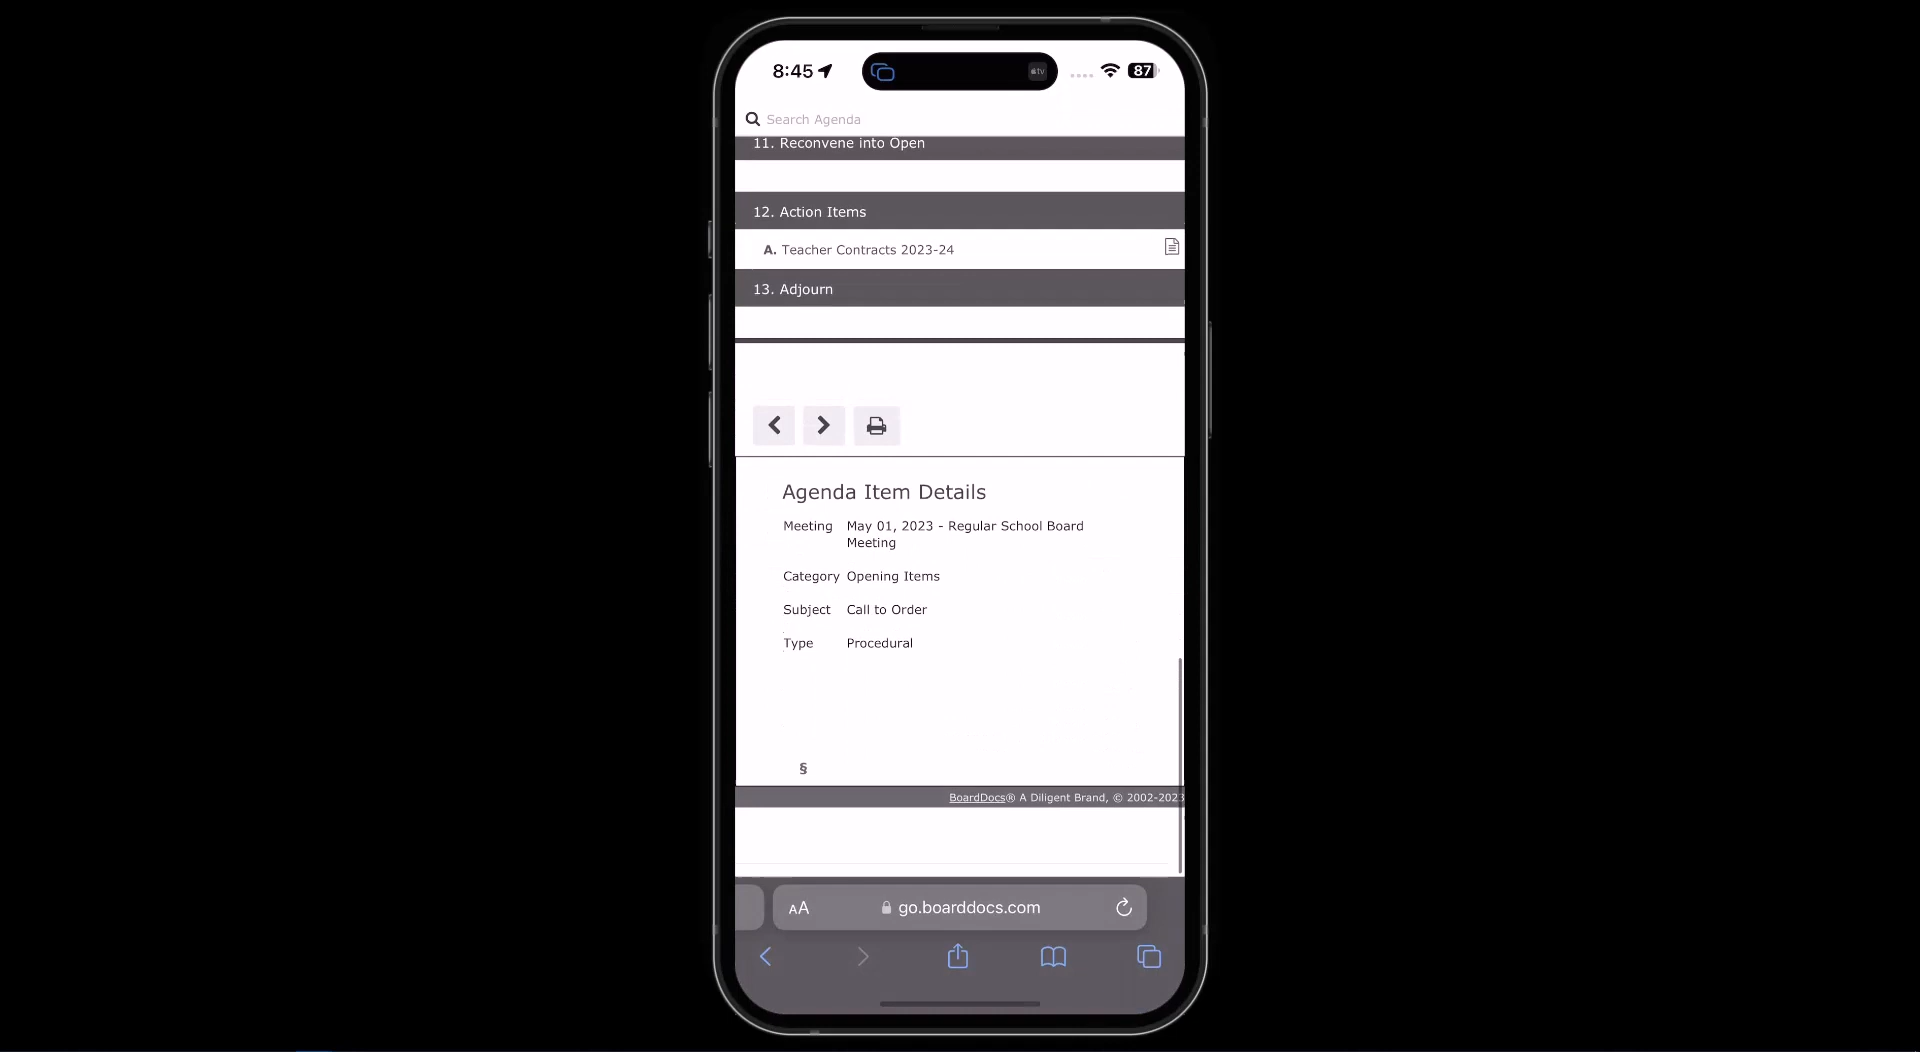 8:45
tv
87
Search Agenda
11. Reconvene into Open
12. Action Items
A. Teacher Contracts 2023-24
13. Adjourn
Agenda Item Details
Meeting May 01, 2023 - Regular School Board
Meeting
Category Opening Items
Subject Call to Order
Type Procedural
§
BoardDocs® A Diligent Brand, © 2002-2023
AA go.boarddocs.com